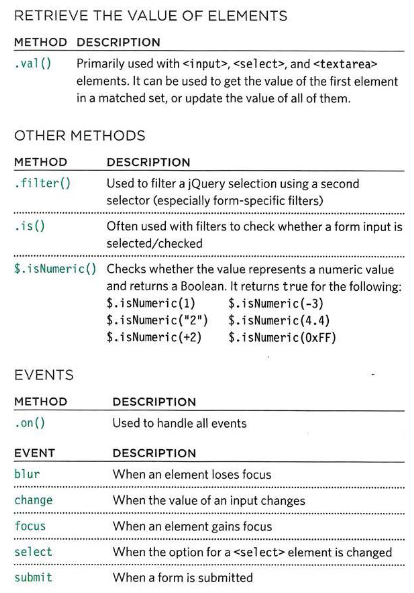 RETRIEVE THE VALUE OF ELEMENTS
METHOD DESCRIPTION
.val() Primarily used with <input>, <select>, and <textarea>
elements. It can be used to get the value of the first element
in a matched set, or update the value of all of them.
OTHER METHODS
METHOD DESCRIPTION
.filter() Used to filter a jQuery selection using a second
selector (especially form-specific filters)
.is() Often used with filters to check whether a form input is
selected/checked
$.isNumeric() Checks whether the value represents a numeric value
and returns a Boolean. It returns true for the following:
$.isNumeric(1) $.isNumeric(-3)
$.isNumeric("2") $.isNumeric(4.4)
$.isNumeric(+2) $.isNumeric(0xFF)
EVENTS
METHOD DESCRIPTION
.on() Used to handle all events
EVENT DESCRIPTION
blur When an element loses focus
change When the value of an input changes
focus When an element gains focus
select When the option for a <select> element is changed
submit When a form is submitted